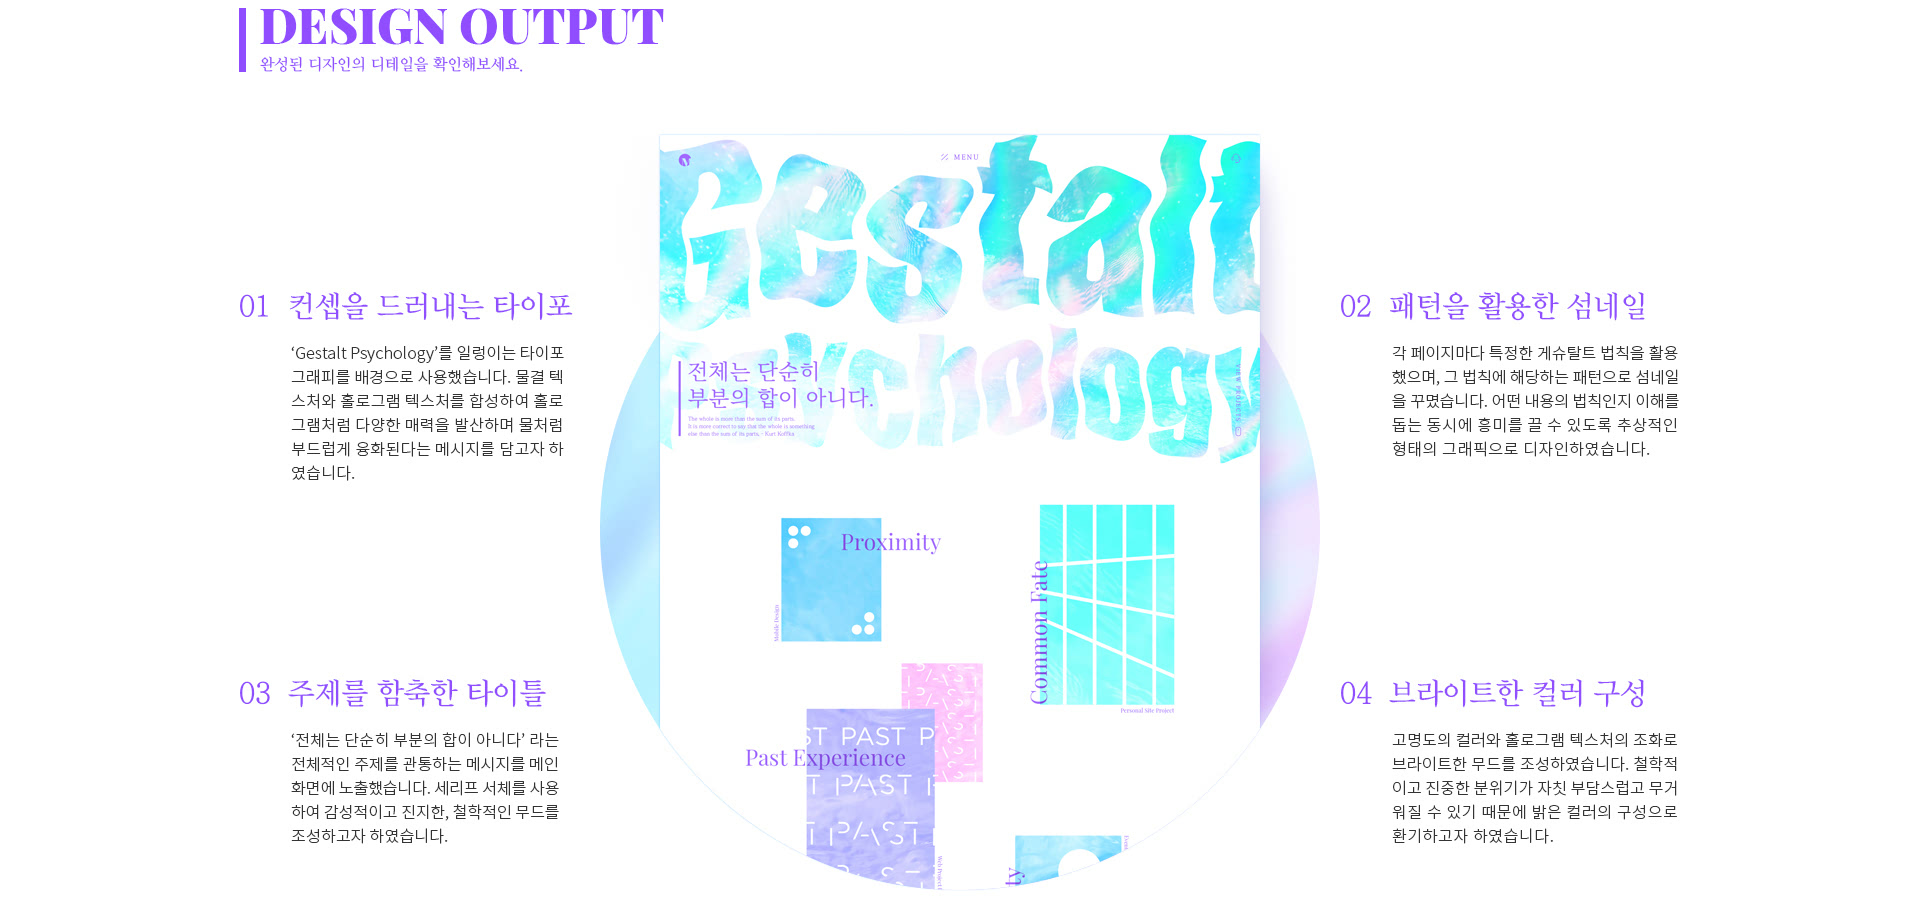 DESIGN OUTPUT
완성된 디자인의 디테일을 확인해보세요.
MENU
Gestalt
Psychology
전체는 단순히
부분의 합이 아니다.
The whole is more than the sum of its parts.
It is more correct to say that the whole is something
else than the sum of its parts. - Kurt Koffka
VIEW PROJECTS
01 컨셉을 드러내는 타이포
‘Gestalt Psychology’를 일렁이는 타이포
그래피를 배경으로 사용했습니다. 물결 텍
스처와 홀로그램 텍스처를 합성하여 홀로
그램처럼 다양한 매력을 발산하며 물처럼
부드럽게 융화된다는 메시지를 담고자 하
였습니다.
02 패턴을 활용한 섬네일
각 페이지마다 특정한 게슈탈트 법칙을 활용
했으며, 그 법칙에 해당하는 패턴으로 섬네일
을 꾸몄습니다. 어떤 내용의 법칙인지 이해를
돕는 동시에 흥미를 끌 수 있도록 추상적인
형태의 그래픽으로 디자인하였습니다.
Proximity
Mobile Design
Common Fate
Personal Site Project
Past Experience
ST PAST P
T PAST
T PAST
Web Project
ty
03 주제를 함축한 타이틀
‘전체는 단순히 부분의 합이 아니다’ 라는
전체적인 주제를 관통하는 메시지를 메인
화면에 노출했습니다. 세리프 서체를 사용
하여 감성적이고 진지한, 철학적인 무드를
조성하고자 하였습니다.
04 브라이트한 컬러 구성
고명도의 컬러와 홀로그램 텍스처의 조화로
브라이트한 무드를 조성하였습니다. 철학적
이고 진중한 분위기가 자칫 부담스럽고 무거
워질 수 있기 때문에 밝은 컬러의 구성으로
환기하고자 하였습니다.